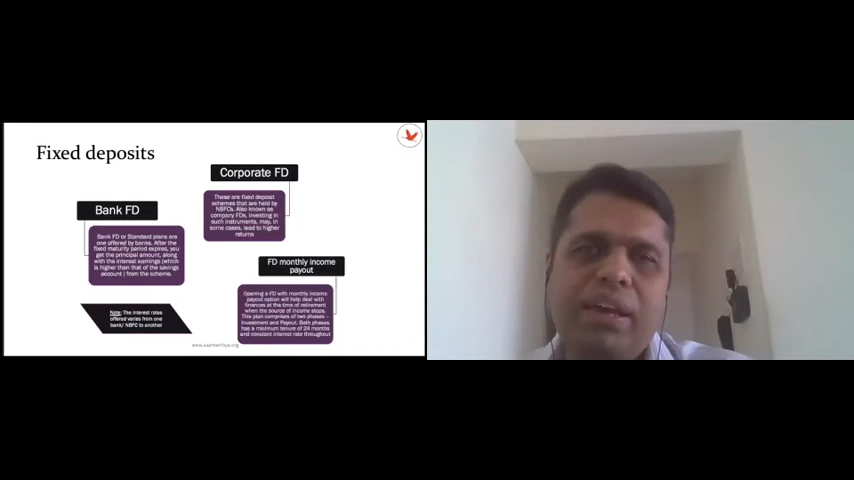 Fixed deposits
Corporate FD
These are fixed deposit
schemes that are held by
NBFCs. Also known as
company FDs, investing in
such instruments, may, in
some cases, lead to higher
returns
Bank FD
Bank FD or Standard plans are
one offered by banks. After the
fixed maturity period expires, you
get the principal amount, along
with the interest earnings (which
is higher than that of the savings
account ) from the scheme.
FD monthly income
payout
Opening a FD with monthly income
payout option will help deal with
finances at the time of retirement
when the source of income stops.
This plan comprises of two phases –
Investment and Payout. Both phases
has a minimum tenure of 24 months
and constant interest rate throughout
Note: The interest rates
offered varies from one
bank/ NBFC to another